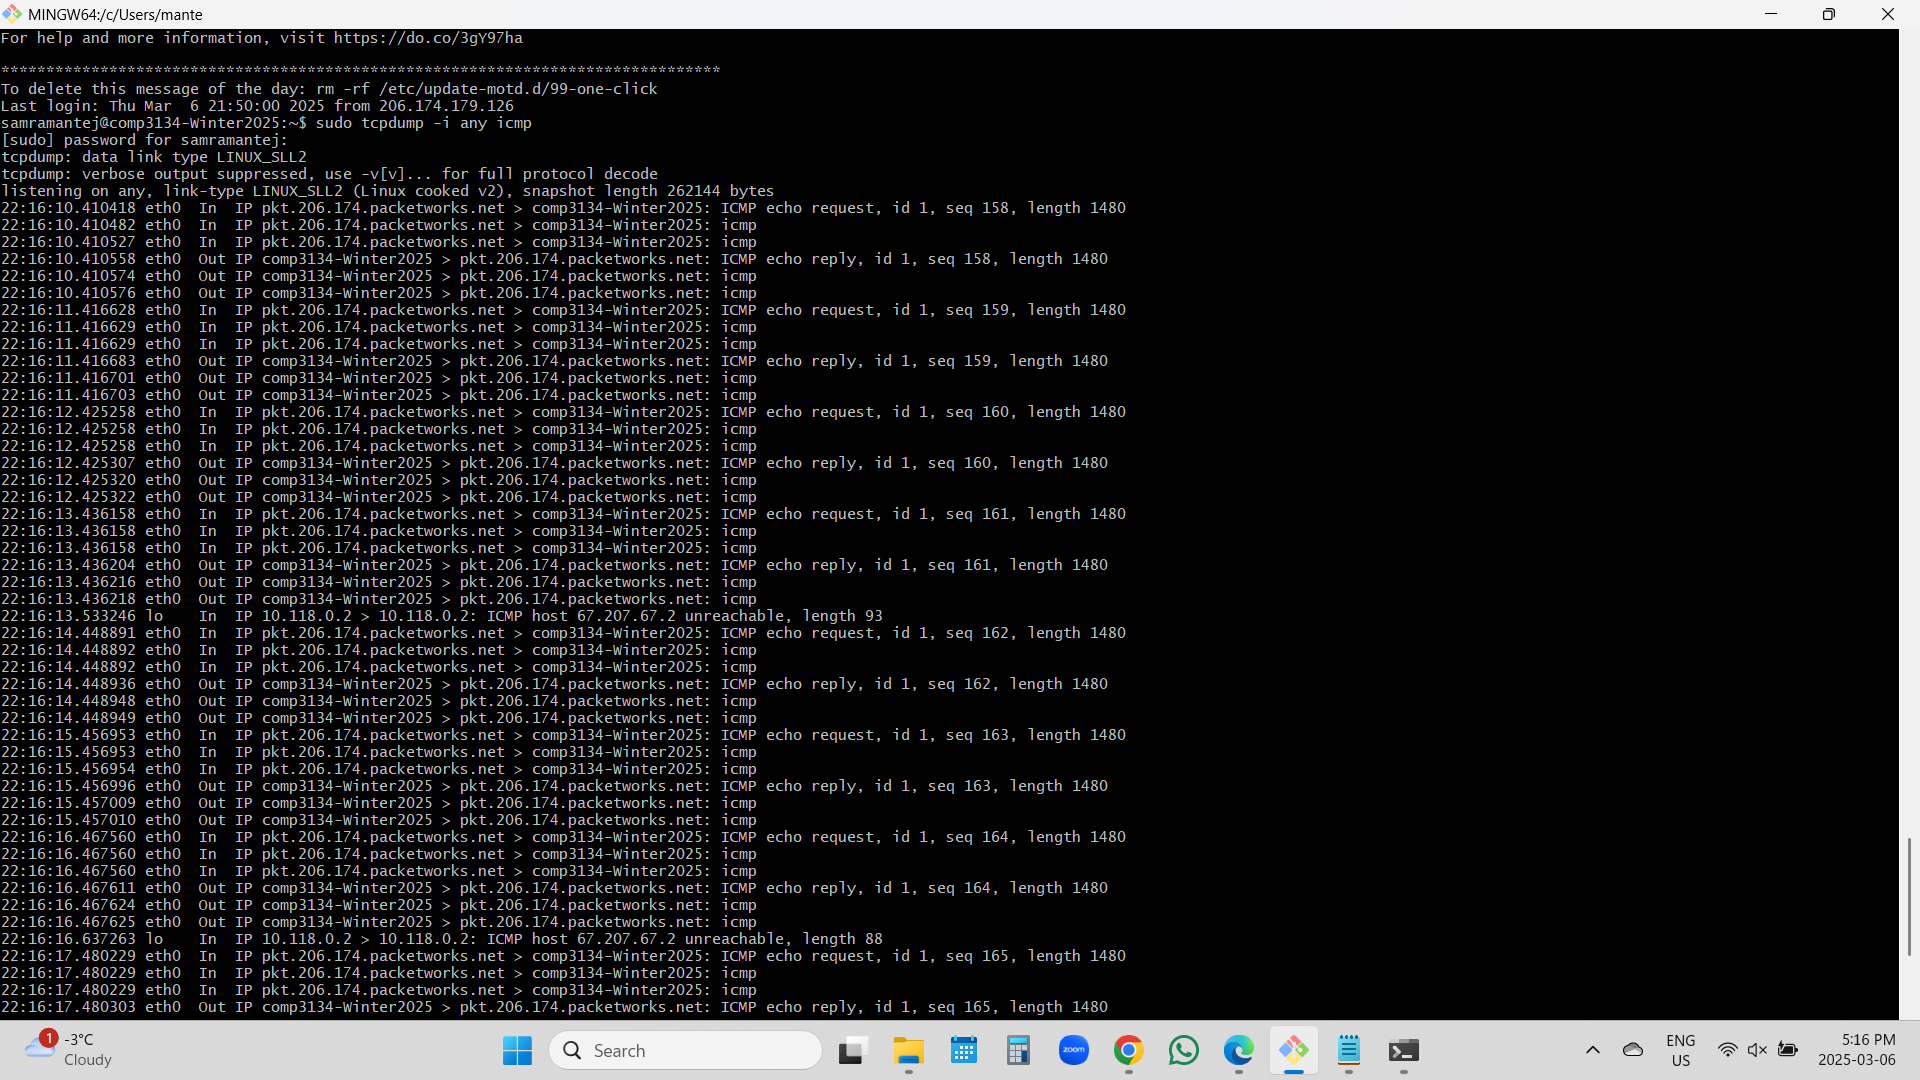 MINGW64:/c/Users/mante
For help and more information, visit https://do.co/3gY97ha
********************************************************************************
To delete this message of the day: rm -rf /etc/update-motd.d/99-one-click
Last login: Thu Mar  6 21:50:00 2025 from 206.174.179.126
samramantej@comp3134-Winter2025:~$ sudo tcpdump -i any icmp
[sudo] password for samramantej:
tcpdump: data link type LINUX_SLL2
tcpdump: verbose output suppressed, use -v[v]... for full protocol decode
listening on any, link-type LINUX_SLL2 (Linux cooked v2), snapshot length 262144 bytes
22:16:10.410418 eth0  In  IP pkt.206.174.packetworks.net > comp3134-Winter2025: ICMP echo request, id 1, seq 158, length 1480
22:16:10.410482 eth0  In  IP pkt.206.174.packetworks.net > comp3134-Winter2025: icmp
22:16:10.410527 eth0  In  IP pkt.206.174.packetworks.net > comp3134-Winter2025: icmp
22:16:10.410558 eth0  Out IP comp3134-Winter2025 > pkt.206.174.packetworks.net: ICMP echo reply, id 1, seq 158, length 1480
22:16:10.410574 eth0  Out IP comp3134-Winter2025 > pkt.206.174.packetworks.net: icmp
22:16:10.410576 eth0  Out IP comp3134-Winter2025 > pkt.206.174.packetworks.net: icmp
22:16:11.416628 eth0  In  IP pkt.206.174.packetworks.net > comp3134-Winter2025: ICMP echo request, id 1, seq 159, length 1480
22:16:11.416629 eth0  In  IP pkt.206.174.packetworks.net > comp3134-Winter2025: icmp
22:16:11.416629 eth0  In  IP pkt.206.174.packetworks.net > comp3134-Winter2025: icmp
22:16:11.416683 eth0  Out IP comp3134-Winter2025 > pkt.206.174.packetworks.net: ICMP echo reply, id 1, seq 159, length 1480
22:16:11.416701 eth0  Out IP comp3134-Winter2025 > pkt.206.174.packetworks.net: icmp
22:16:11.416703 eth0  Out IP comp3134-Winter2025 > pkt.206.174.packetworks.net: icmp
22:16:12.425258 eth0  In  IP pkt.206.174.packetworks.net > comp3134-Winter2025: ICMP echo request, id 1, seq 160, length 1480
22:16:12.425258 eth0  In  IP pkt.206.174.packetworks.net > comp3134-Winter2025: icmp
22:16:12.425258 eth0  In  IP pkt.206.174.packetworks.net > comp3134-Winter2025: icmp
22:16:12.425307 eth0  Out IP comp3134-Winter2025 > pkt.206.174.packetworks.net: ICMP echo reply, id 1, seq 160, length 1480
22:16:12.425320 eth0  Out IP comp3134-Winter2025 > pkt.206.174.packetworks.net: icmp
22:16:12.425322 eth0  Out IP comp3134-Winter2025 > pkt.206.174.packetworks.net: icmp
22:16:13.436158 eth0  In  IP pkt.206.174.packetworks.net > comp3134-Winter2025: ICMP echo request, id 1, seq 161, length 1480
22:16:13.436158 eth0  In  IP pkt.206.174.packetworks.net > comp3134-Winter2025: icmp
22:16:13.436158 eth0  In  IP pkt.206.174.packetworks.net > comp3134-Winter2025: icmp
22:16:13.436204 eth0  Out IP comp3134-Winter2025 > pkt.206.174.packetworks.net: ICMP echo reply, id 1, seq 161, length 1480
22:16:13.436216 eth0  Out IP comp3134-Winter2025 > pkt.206.174.packetworks.net: icmp
22:16:13.436218 eth0  Out IP comp3134-Winter2025 > pkt.206.174.packetworks.net: icmp
22:16:13.533246 lo    In  IP 10.118.0.2 > 10.118.0.2: ICMP host 67.207.67.2 unreachable, length 93
22:16:14.448891 eth0  In  IP pkt.206.174.packetworks.net > comp3134-Winter2025: ICMP echo request, id 1, seq 162, length 1480
22:16:14.448892 eth0  In  IP pkt.206.174.packetworks.net > comp3134-Winter2025: icmp
22:16:14.448892 eth0  In  IP pkt.206.174.packetworks.net > comp3134-Winter2025: icmp
22:16:14.448936 eth0  Out IP comp3134-Winter2025 > pkt.206.174.packetworks.net: ICMP echo reply, id 1, seq 162, length 1480
22:16:14.448948 eth0  Out IP comp3134-Winter2025 > pkt.206.174.packetworks.net: icmp
22:16:14.448949 eth0  Out IP comp3134-Winter2025 > pkt.206.174.packetworks.net: icmp
22:16:15.456953 eth0  In  IP pkt.206.174.packetworks.net > comp3134-Winter2025: ICMP echo request, id 1, seq 163, length 1480
22:16:15.456953 eth0  In  IP pkt.206.174.packetworks.net > comp3134-Winter2025: icmp
22:16:15.456954 eth0  In  IP pkt.206.174.packetworks.net > comp3134-Winter2025: icmp
22:16:15.456996 eth0  Out IP comp3134-Winter2025 > pkt.206.174.packetworks.net: ICMP echo reply, id 1, seq 163, length 1480
22:16:15.457009 eth0  Out IP comp3134-Winter2025 > pkt.206.174.packetworks.net: icmp
22:16:15.457010 eth0  Out IP comp3134-Winter2025 > pkt.206.174.packetworks.net: icmp
22:16:16.467560 eth0  In  IP pkt.206.174.packetworks.net > comp3134-Winter2025: ICMP echo request, id 1, seq 164, length 1480
22:16:16.467560 eth0  In  IP pkt.206.174.packetworks.net > comp3134-Winter2025: icmp
22:16:16.467560 eth0  In  IP pkt.206.174.packetworks.net > comp3134-Winter2025: icmp
22:16:16.467611 eth0  Out IP comp3134-Winter2025 > pkt.206.174.packetworks.net: ICMP echo reply, id 1, seq 164, length 1480
22:16:16.467624 eth0  Out IP comp3134-Winter2025 > pkt.206.174.packetworks.net: icmp
22:16:16.467625 eth0  Out IP comp3134-Winter2025 > pkt.206.174.packetworks.net: icmp
22:16:16.637263 lo    In  IP 10.118.0.2 > 10.118.0.2: ICMP host 67.207.67.2 unreachable, length 88
22:16:17.480229 eth0  In  IP pkt.206.174.packetworks.net > comp3134-Winter2025: ICMP echo request, id 1, seq 165, length 1480
22:16:17.480229 eth0  In  IP pkt.206.174.packetworks.net > comp3134-Winter2025: icmp
22:16:17.480229 eth0  In  IP pkt.206.174.packetworks.net > comp3134-Winter2025: icmp
22:16:17.480303 eth0  Out IP comp3134-Winter2025 > pkt.206.174.packetworks.net: ICMP echo reply, id 1, seq 165, length 1480
1
-3°C
Cloudy
Search
zoom
ENG
US
5:16 PM
2025-03-06